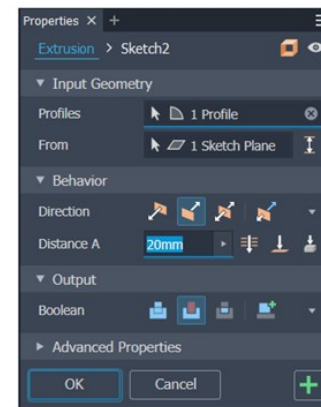 Properties × +
Extrusion > Sketch2
Input Geometry
Profiles 1 Profile
From 1 Sketch Plane
Behavior
Direction
Distance A 20mm
Output
Boolean
Advanced Properties
OK Cancel